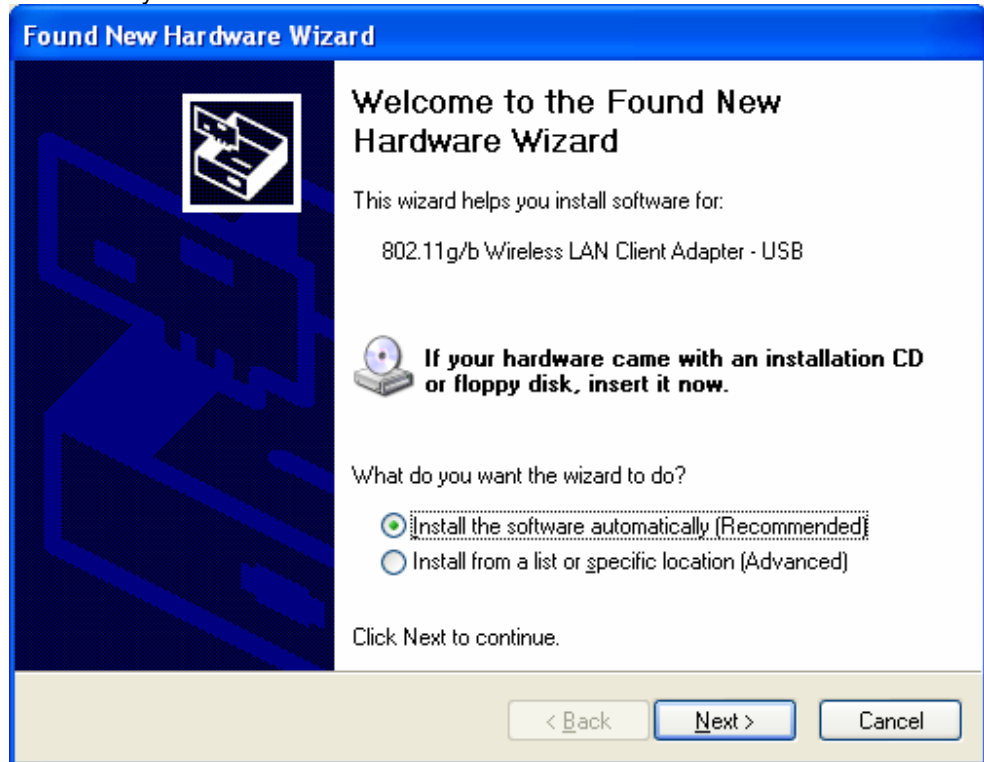 Found New Hardware Wizard
Welcome to the Found New
Hardware Wizard
This wizard helps you install software for:
802.11g/b Wireless LAN Client Adapter - USB
If your hardware came with an installation CD
or floppy disk, insert it now.
What do you want the wizard to do?
Install the software automatically (Recommended)
Install from a list or specific location (Advanced)
Click Next to continue.
< Back Next > Cancel